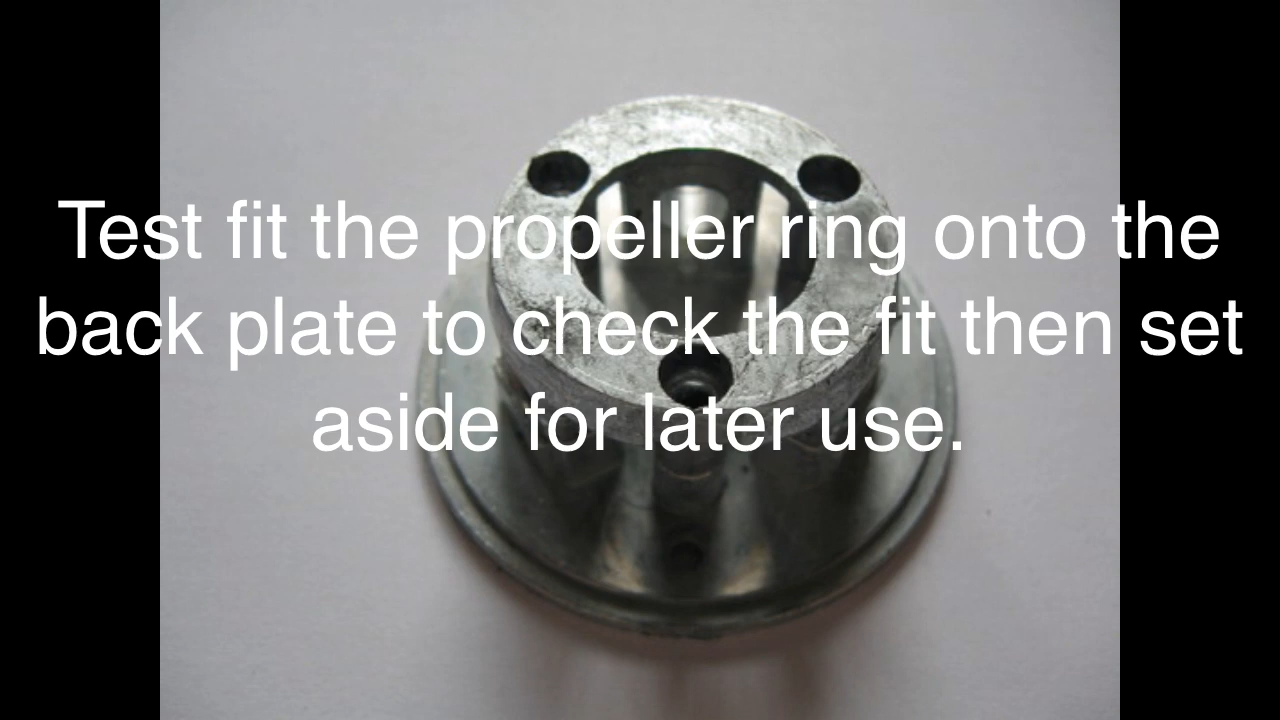 Test fit the propeller ring onto the
back plate to check the fit then set
aside for later use.